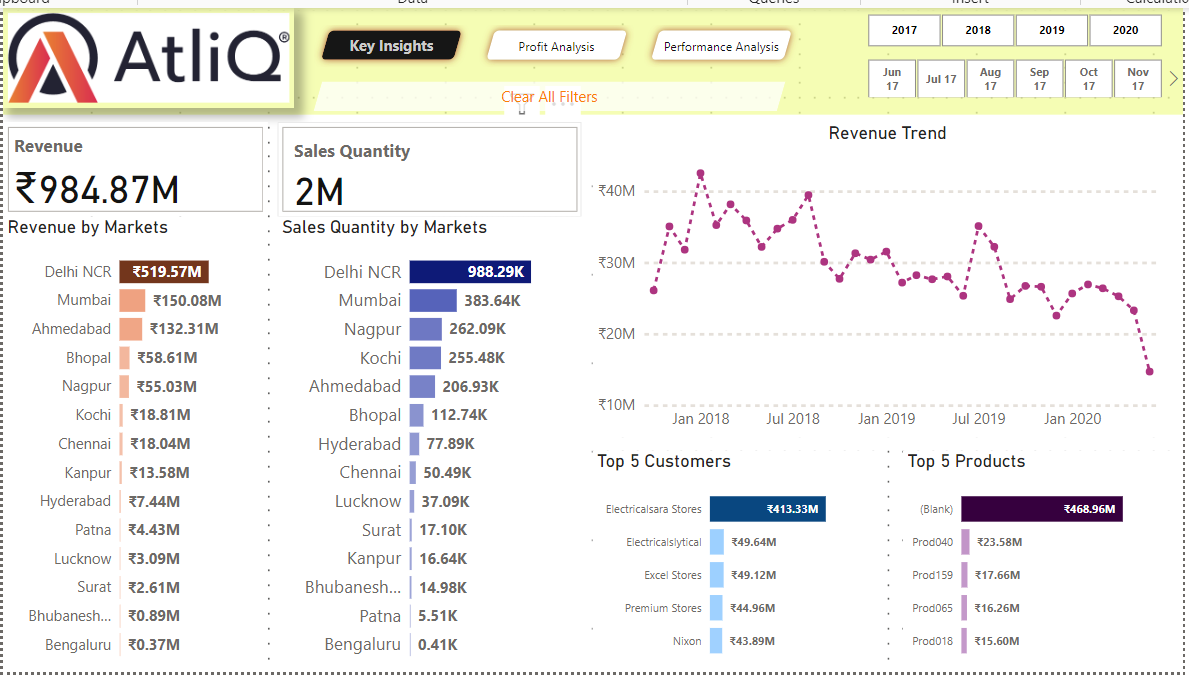 Data
Queries
Insert
AtliQ®
Key Insights
Profit Analysis
Performance Analysis
Clear All Filters
2017
2018
2019
2020
Jun 17
Jul 17
Aug 17
Sep 17
Oct 17
Nov 17
Revenue
₹984.87M
Sales Quantity
2M
Revenue by Markets
Delhi NCR ₹519.57M
Mumbai ₹150.08M
Ahmedabad ₹132.31M
Bhopal ₹58.61M
Nagpur ₹55.03M
Kochi ₹18.81M
Chennai ₹18.04M
Kanpur ₹13.58M
Hyderabad ₹7.44M
Patna ₹4.43M
Lucknow ₹3.09M
Surat ₹2.61M
Bhubanesh... ₹0.89M
Bengaluru ₹0.37M
Sales Quantity by Markets
Delhi NCR 988.29K
Mumbai 383.64K
Nagpur 262.09K
Kochi 255.48K
Ahmedabad 206.93K
Bhopal 112.74K
Hyderabad 77.89K
Chennai 50.49K
Lucknow 37.09K
Surat 17.10K
Kanpur 16.64K
Bhubanesh... 14.98K
Patna 5.51K
Bengaluru 0.41K
Revenue Trend
₹40M
₹30M
₹20M
₹10M
Jan 2018
Jul 2018
Jan 2019
Jul 2019
Jan 2020
Top 5 Customers
Electricalsara Stores ₹413.33M
Electricalslytical ₹49.64M
Excel Stores ₹49.12M
Premium Stores ₹44.96M
Nixon ₹43.89M
Top 5 Products
(Blank) ₹468.96M
Prod040 ₹23.58M
Prod159 ₹17.66M
Prod065 ₹16.26M
Prod018 ₹15.60M